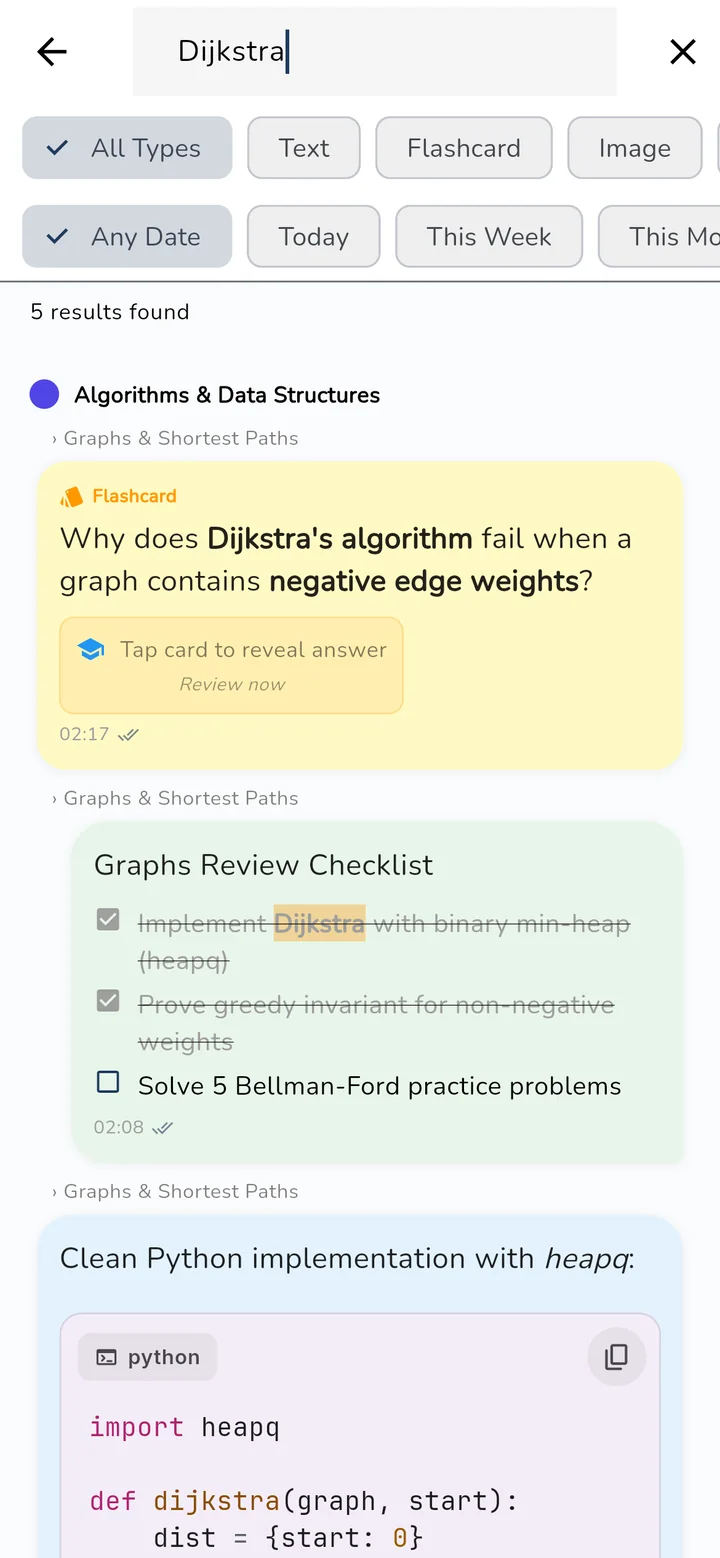 Dijkstra
All Types
Text
Flashcard
Image
Any Date
Today
This Week
This Mo
5 results found
Algorithms & Data Structures
› Graphs & Shortest Paths
Flashcard
Why does Dijkstra's algorithm fail when a
graph contains negative edge weights?
Tap card to reveal answer
Review now
02:17
› Graphs & Shortest Paths
Graphs Review Checklist
Implement Dijkstra with binary min-heap
(heapq)
Prove greedy invariant for non-negative
weights
Solve 5 Bellman-Ford practice problems
02:08
› Graphs & Shortest Paths
Clean Python implementation with heapq:
python
import heapq
def dijkstra(graph, start):
    dist = {start: 0}